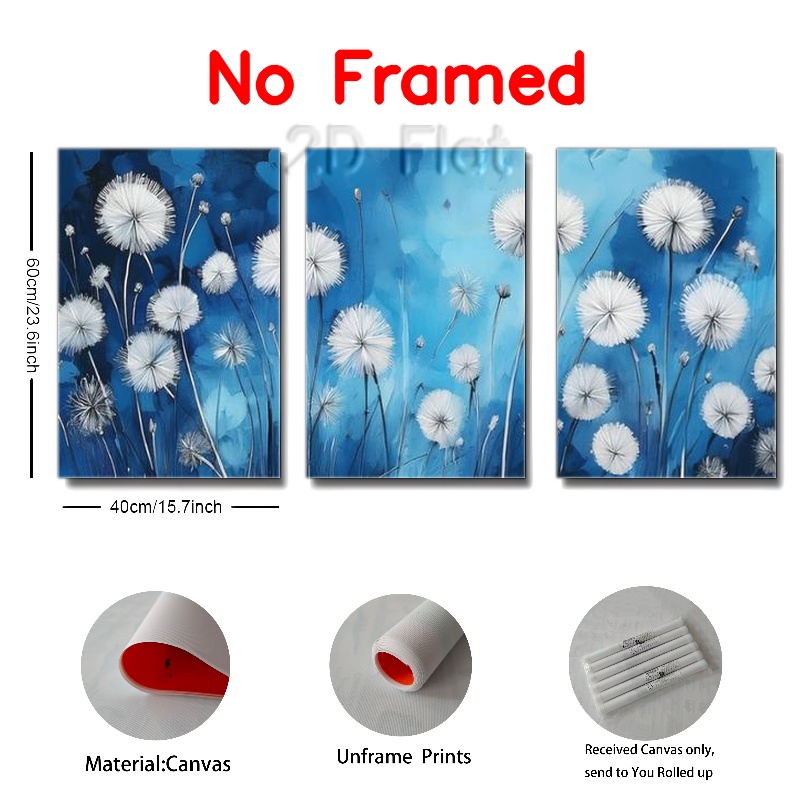 No Framed
2D Flat
60cm/23.6inch
40cm/15.7inch
Material:Canvas
Unframe Prints
Received Canvas only,
send to You Rolled up